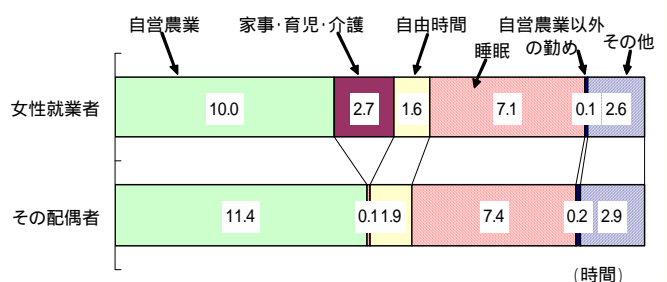 自営農業 家事・育児・介護 自由時間 自営農業以外の勤め その他
睡眠
女性就業者 10.0 2.7 1.6 7.1 0.1 2.6
その配偶者 11.4 0.1 1.9 7.4 0.2 2.9
(時間)